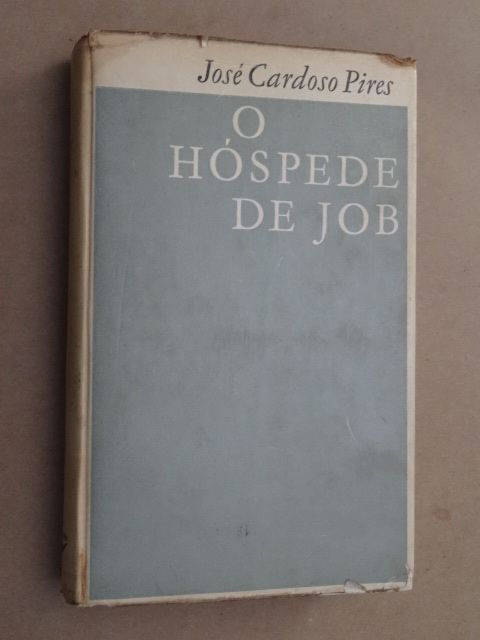 José Cardoso Pires
O
HÓSPEDE
DE JOB